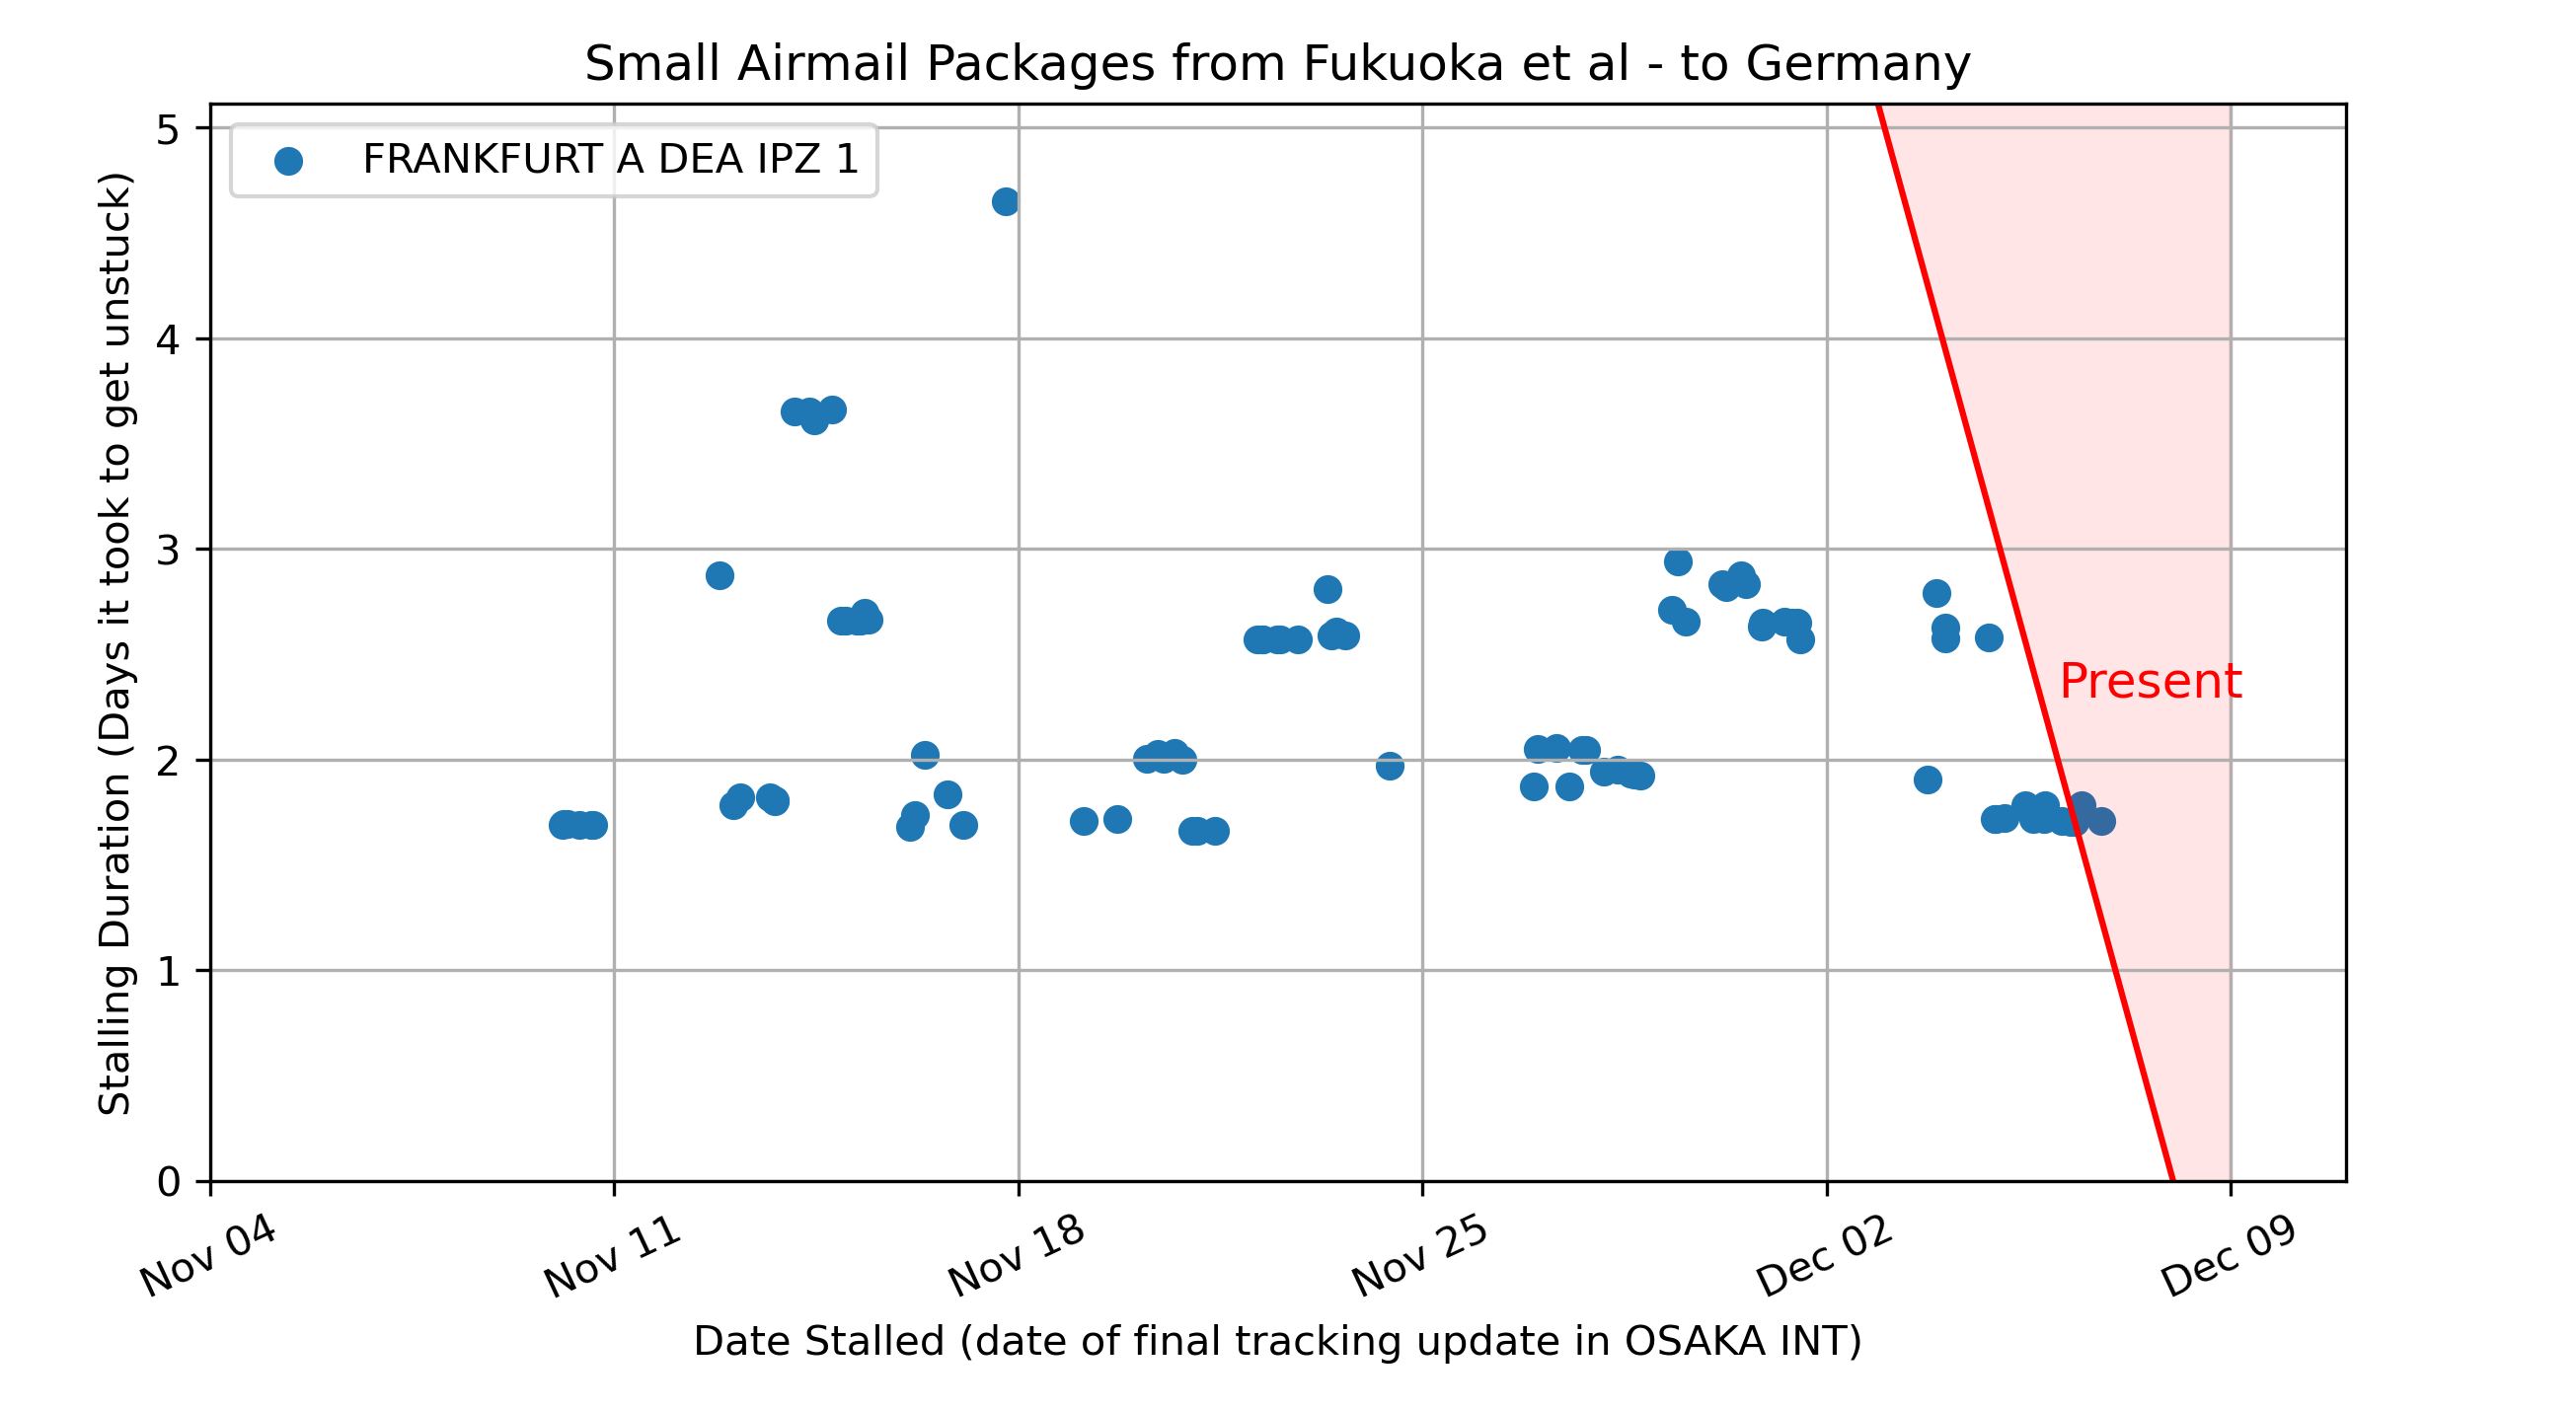 Small Airmail Packages from Fukuoka et al - to Germany
FRANKFURT A DEA IPZ 1
Stalling Duration (Days it took to get unstuck)
5
4
3
2
1
0
Present
Nov 04
Nov 11
Nov 18
Nov 25
Dec 02
Dec 09
Date Stalled (date of final tracking update in OSAKA INT)